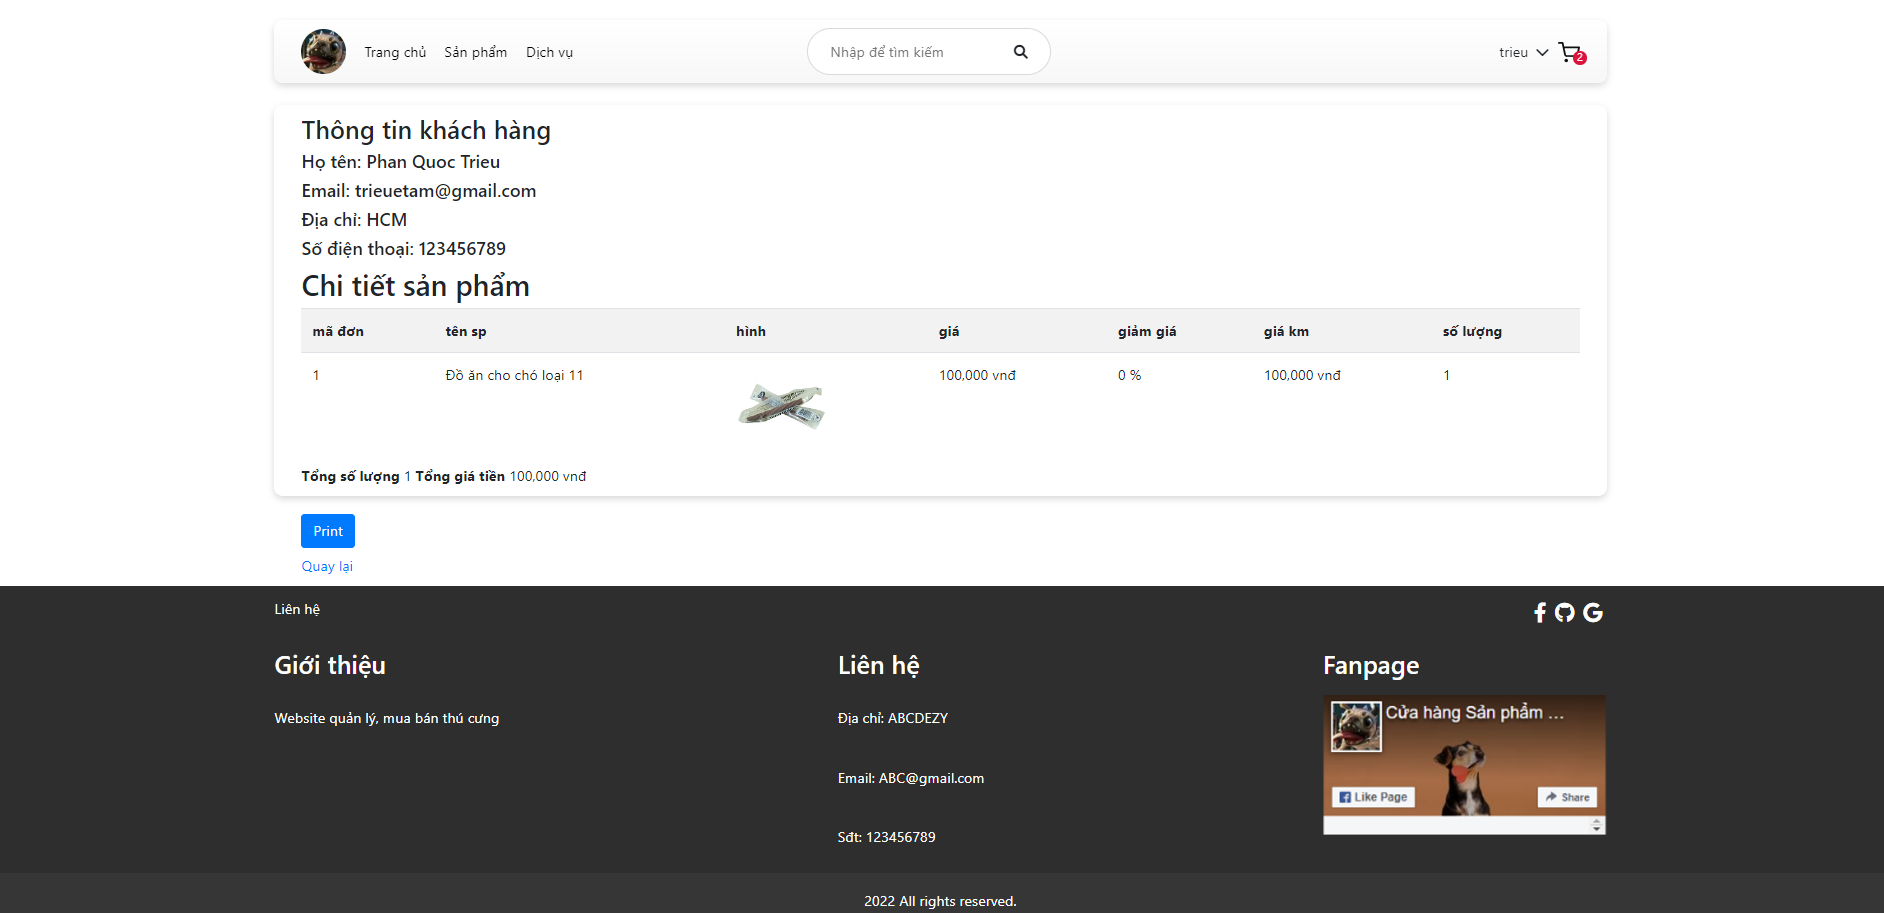 Trang chủ Sản phẩm Dịch vụ Nhập để tìm kiếm trieu 2
Thông tin khách hàng
Họ tên: Phan Quoc Trieu
Email: trieuetam@gmail.com
Địa chỉ: HCM
Số điện thoại: 123456789
Chi tiết sản phẩm
mã đơn tên sp hình giá giảm giá giá km số lượng
1 Đồ ăn cho chó loại 11 100,000 vnđ 0 % 100,000 vnđ 1
Tổng số lượng 1 Tổng giá tiền 100,000 vnđ
Print
Quay lại
Liên hệ
Giới thiệu
Website quản lý, mua bán thú cưng
Liên hệ
Địa chỉ: ABCDEZY
Email: ABC@gmail.com
Sđt: 123456789
Fanpage
Cửa hàng Sản phẩm ...
Like Page Share
2022 All rights reserved.